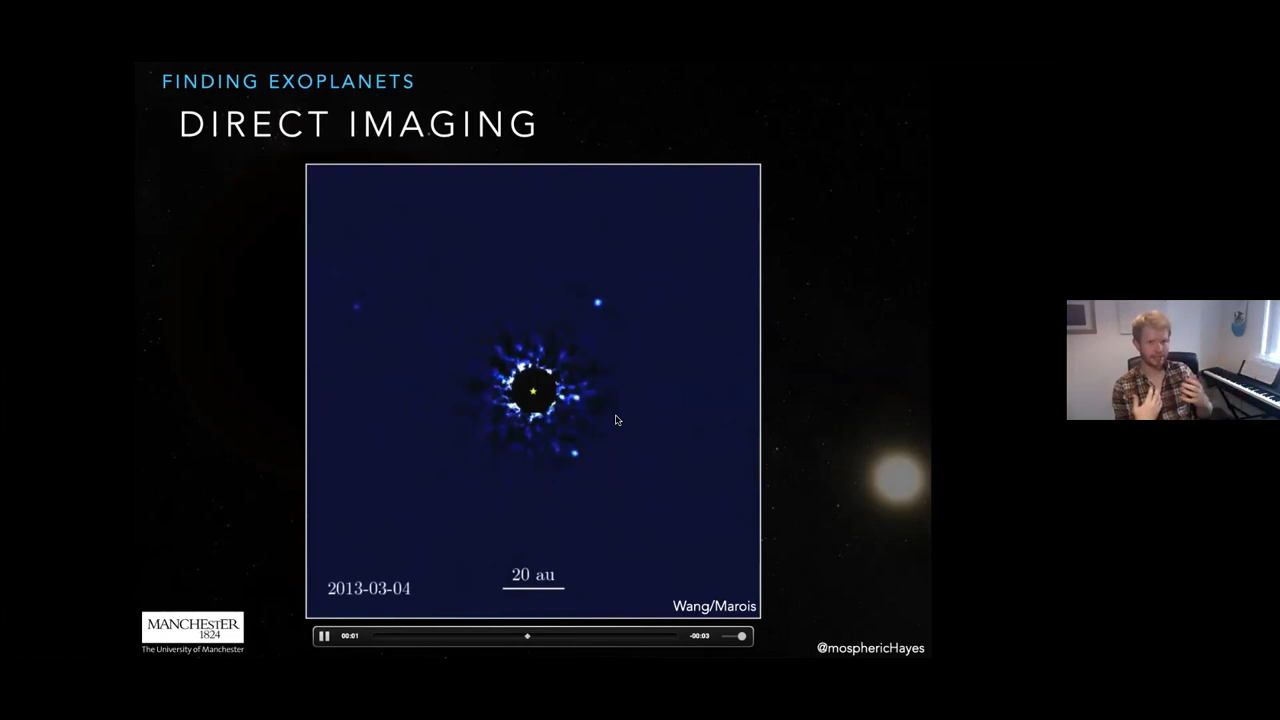 FINDING EXOPLANETS
DIRECT IMAGING
2013-03-04
20 au
Wang/Marois
00:01
-00:03
MANCHESTER
1824
The University of Manchester
@mosphericHayes